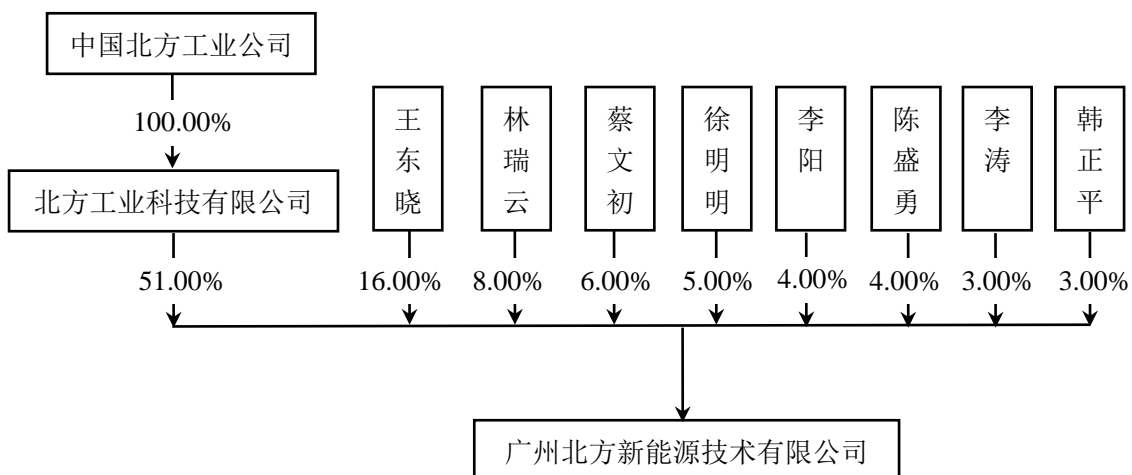 中国北方工业公司
100.00%
北方工业科技有限公司
王东晓
林瑞云
蔡文初
徐明明
李阳
陈盛勇
李涛
韩正平
51.00%
16.00%
8.00%
6.00%
5.00%
4.00%
4.00%
3.00%
3.00%
广州北方新能源技术有限公司